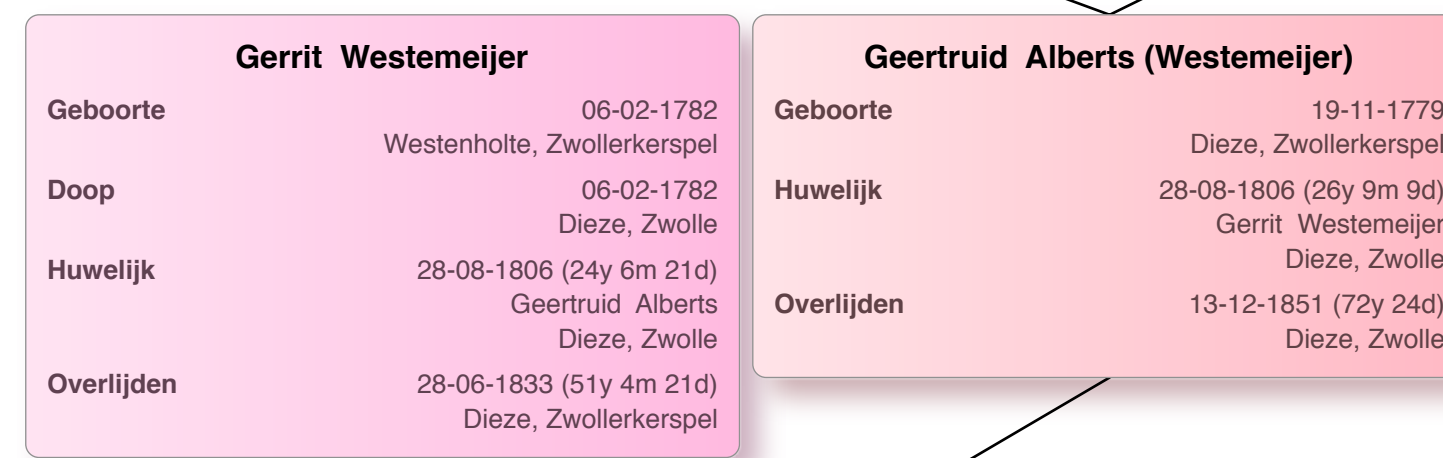 Gerrit Westemeijer
Geboorte 06-02-1782
Westenholte, Zwollerkerspel
Doop 06-02-1782
Dieze, Zwolle
Huwelijk 28-08-1806 (24y 6m 21d)
Geertruid Alberts
Dieze, Zwolle
Overlijden 28-06-1833 (51y 4m 21d)
Dieze, Zwollerkerspel
Geertruid Alberts (Westemeijer)
Geboorte 19-11-1779
Dieze, Zwollerkerspel
Huwelijk 28-08-1806 (26y 9m 9d)
Gerrit Westemeijer
Dieze, Zwolle
Overlijden 13-12-1851 (72y 24d)
Dieze, Zwolle